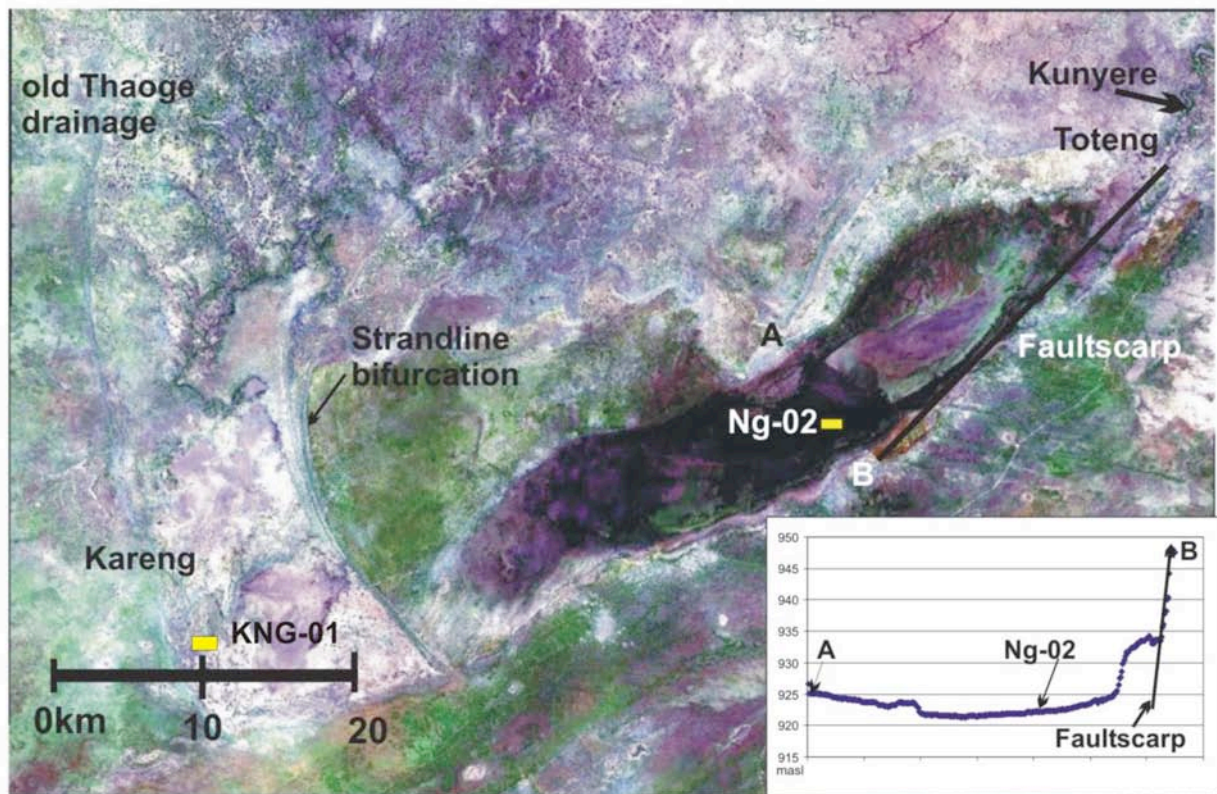 old Thaoge
drainage
Kunyere
Toteng
Strandline
bifurcation
A
Faultscarp
Ng-02
B
Kareng
KNG-01
0km
10
20
950
945
940
935
930
925
920
915
masl
A
Ng-02
B
Faultscarp